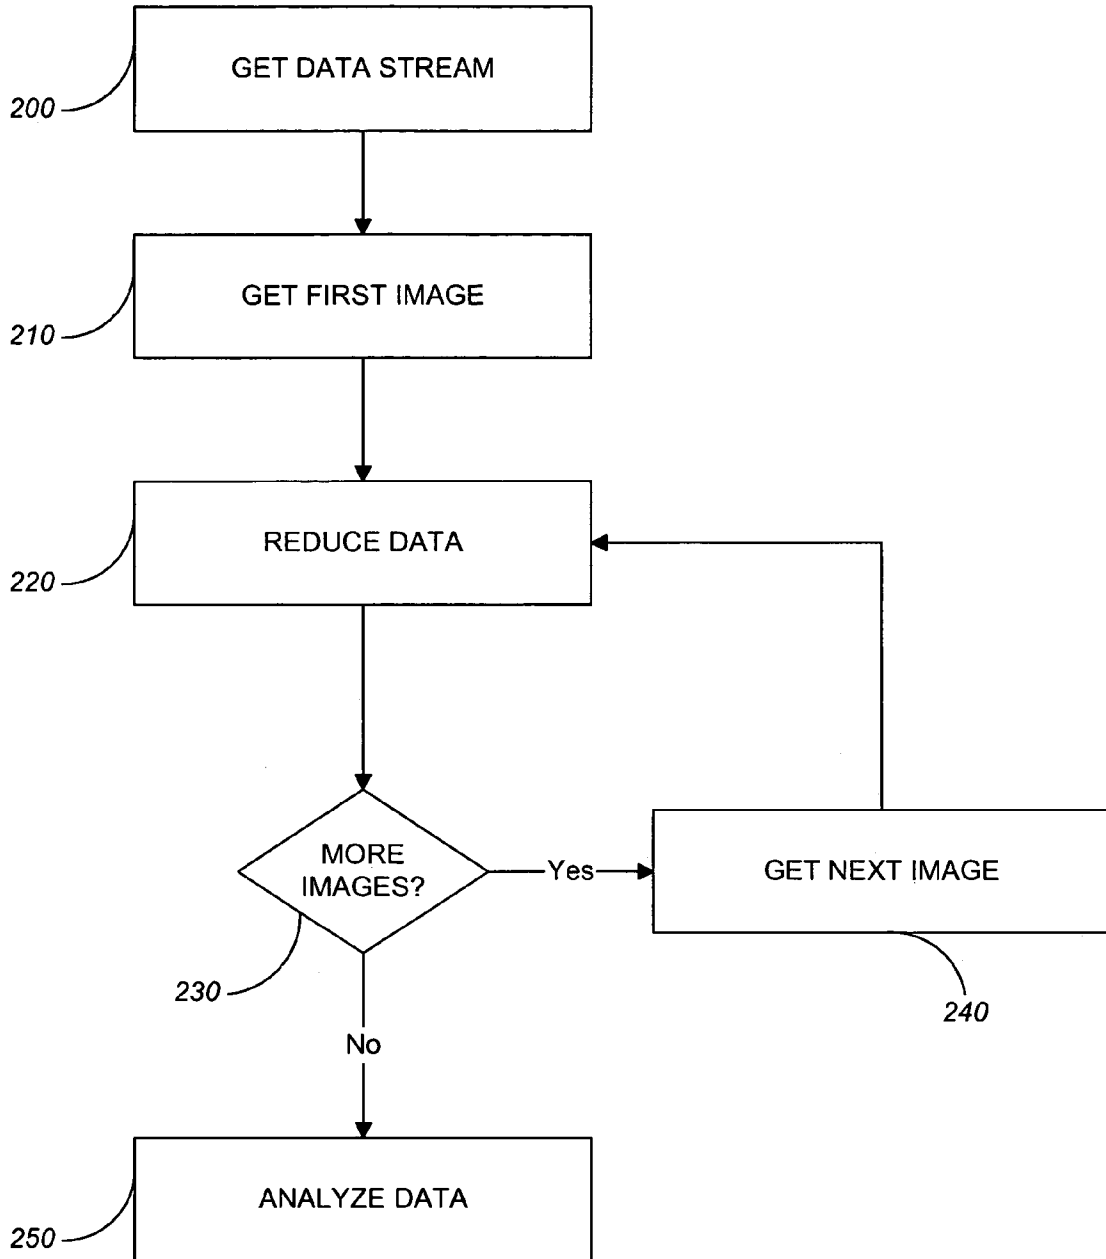 GET DATA STREAM
200
GET FIRST IMAGE
210
REDUCE DATA
220
MORE
IMAGES?
Yes
GET NEXT IMAGE
230
240
No
ANALYZE DATA
250